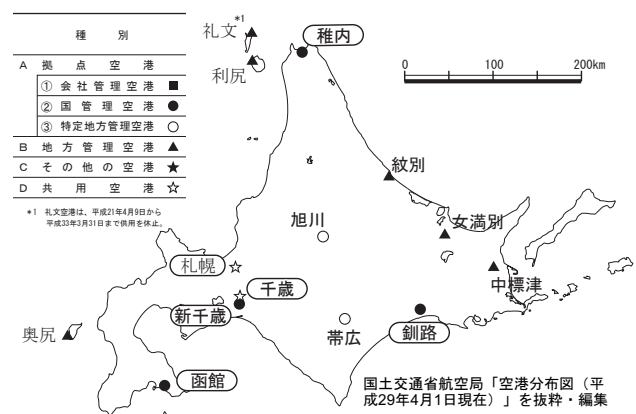 種 別
A 拠点空港
①会社管理空港 ■
②国管理空港 ●
③特定地方管理空港 ○
B 地方管理空港 ▲
C その他の空港 ★
D 共用空港 ☆
*1 礼文空港は、平成21年4月9日から
平成33年3月31日まで供用を休止。
礼文*1
稚内
利尻
0 100 200km
紋別
旭川
女満別
札幌
千歳
中標津
新千歳
帯広
釧路
奥尻
函館
国土交通省航空局「空港分布図（平
成29年4月1日現在）」を抜粋・編集